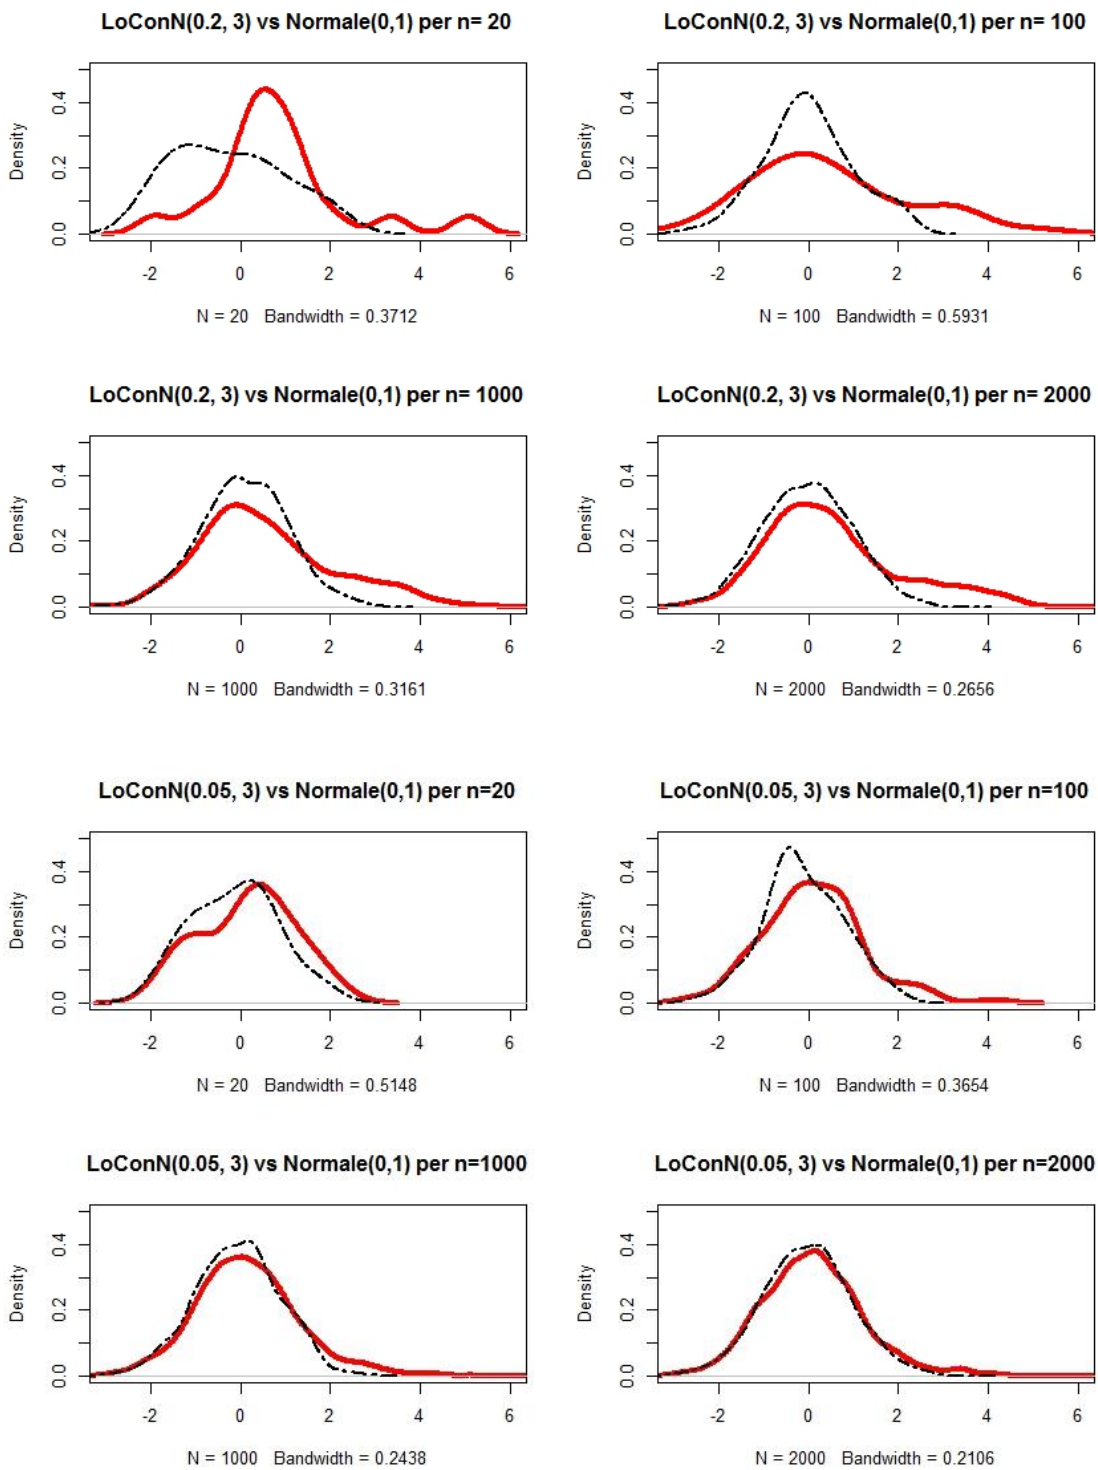 LoConN(0.2, 3) vs Normale(0,1) per n= 20
Density
0.0 0.2 0.4
-2 0 2 4 6
N = 20 Bandwidth = 0.3712
LoConN(0.2, 3) vs Normale(0,1) per n= 100
Density
0.0 0.2 0.4
-2 0 2 4 6
N = 100 Bandwidth = 0.5931
LoConN(0.2, 3) vs Normale(0,1) per n= 1000
Density
0.0 0.2 0.4
-2 0 2 4 6
N = 1000 Bandwidth = 0.3161
LoConN(0.2, 3) vs Normale(0,1) per n= 2000
Density
0.0 0.2 0.4
-2 0 2 4 6
N = 2000 Bandwidth = 0.2656
LoConN(0.05, 3) vs Normale(0,1) per n=20
Density
0.0 0.2 0.4
-2 0 2 4 6
N = 20 Bandwidth = 0.5148
LoConN(0.05, 3) vs Normale(0,1) per n=100
Density
0.0 0.2 0.4
-2 0 2 4 6
N = 100 Bandwidth = 0.3654
LoConN(0.05, 3) vs Normale(0,1) per n=1000
Density
0.0 0.2 0.4
-2 0 2 4 6
N = 1000 Bandwidth = 0.2438
LoConN(0.05, 3) vs Normale(0,1) per n=2000
Density
0.0 0.2 0.4
-2 0 2 4 6
N = 2000 Bandwidth = 0.2106